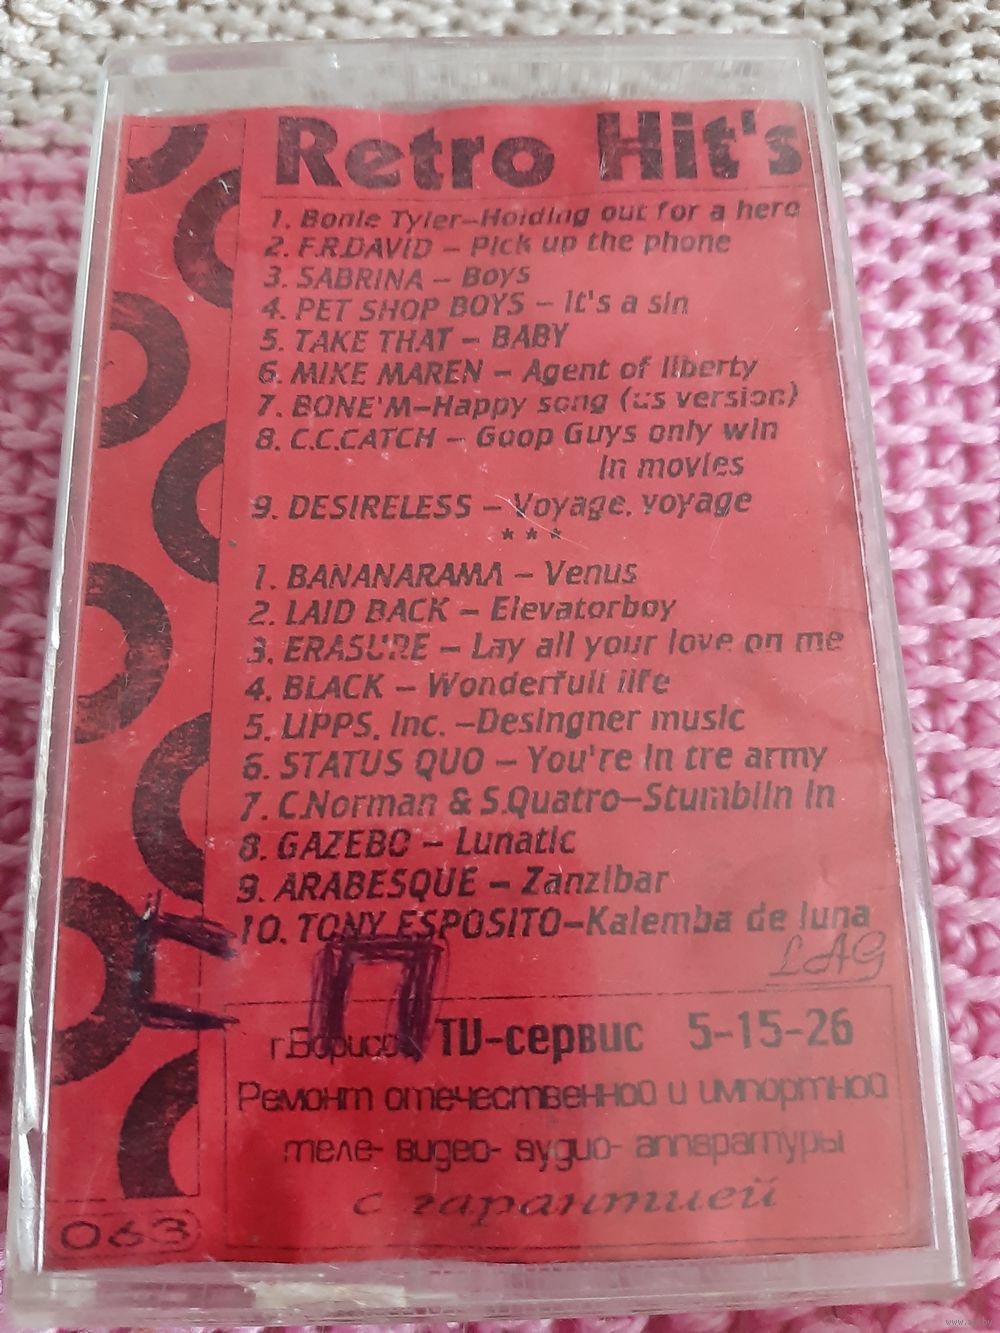 Retro Hit's
1. Bonie Tyler–Holding out for a hero
2. F.R.DAVID – Pick up the phone
3. SABRINA – Boys
4. PET SHOP BOYS – It's a sin
5. TAKE THAT – BABY
6. MIKE MAREN – Agent of liberty
7. BONE'M–Happy song (us version)
8. C.C.CATCH – Goop Guys only win
in movies
9. DESIRELESS – Voyage, voyage
* * *
1. BANANARAMA – Venus
2. LAID BACK – Elevatorboy
3. ERASURE – Lay all your love on me
4. BLACK – Wonderfull life
5. LIPPS, Inc. –Desingner music
6. STATUS QUO – You're in tre army
7. C.Norman & S.Quatro–Stumblin in
8. GAZEBO – Lunatic
9. ARABESQUE – Zanzibar
10. TONY ESPOSITO–Kalemba de luna
LAG
П П
г.Борисов, TV-сервис 5-15-26
Ремонт отечественной и импортной
теле- видео- аудио- аппаратуры
с гарантией
063